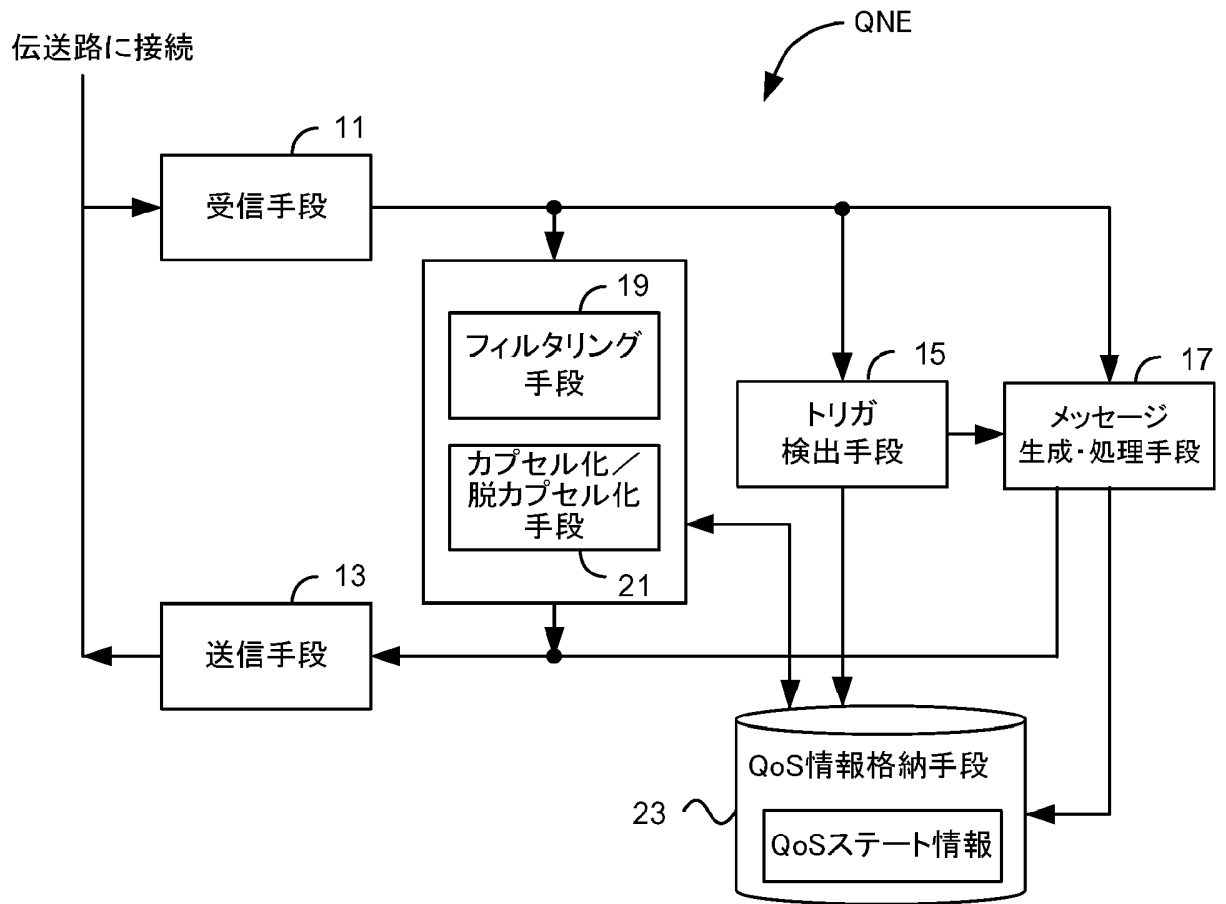 QNE
伝送路に接続
11
受信手段
19
フィルタリング
手段
15
トリガ
検出手段
17
メッセージ
生成・処理手段
カプセル化／
脱カプセル化
手段
21
13
送信手段
QoS情報格納手段
23
QoSステート情報